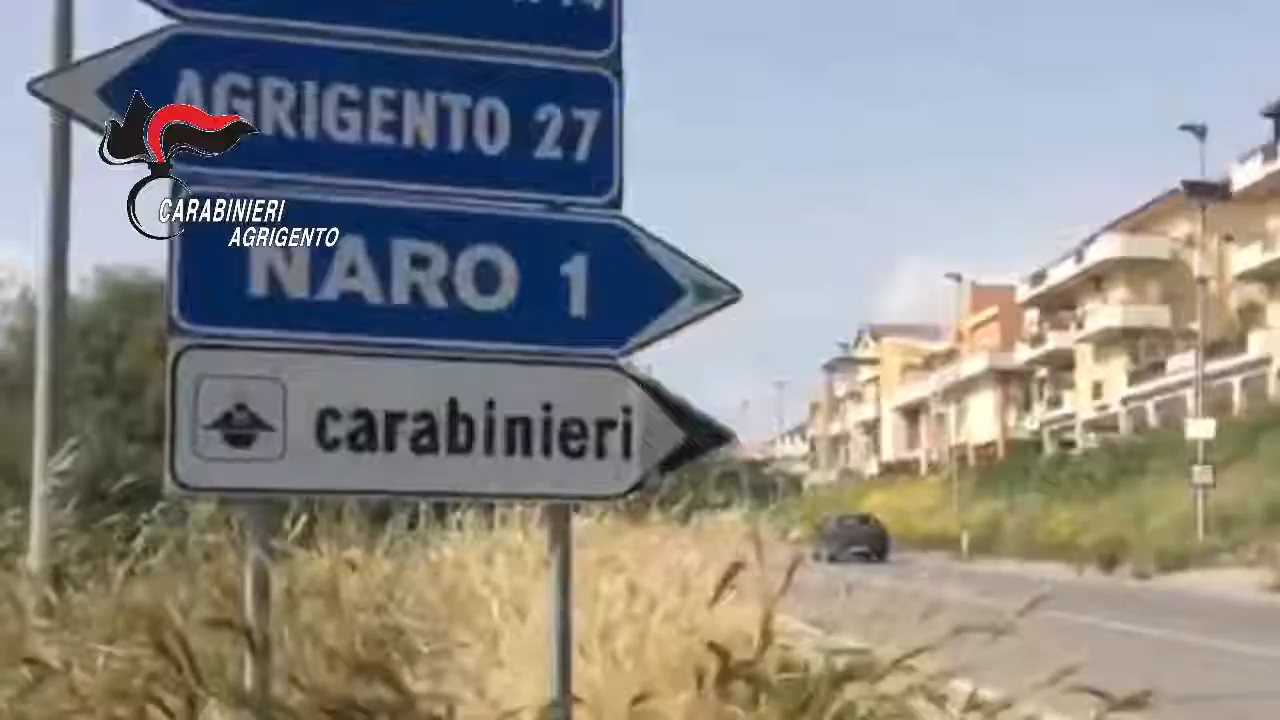 AGRIGENTO 27
CARABINIERI
AGRIGENTO
NARO 1
carabinieri